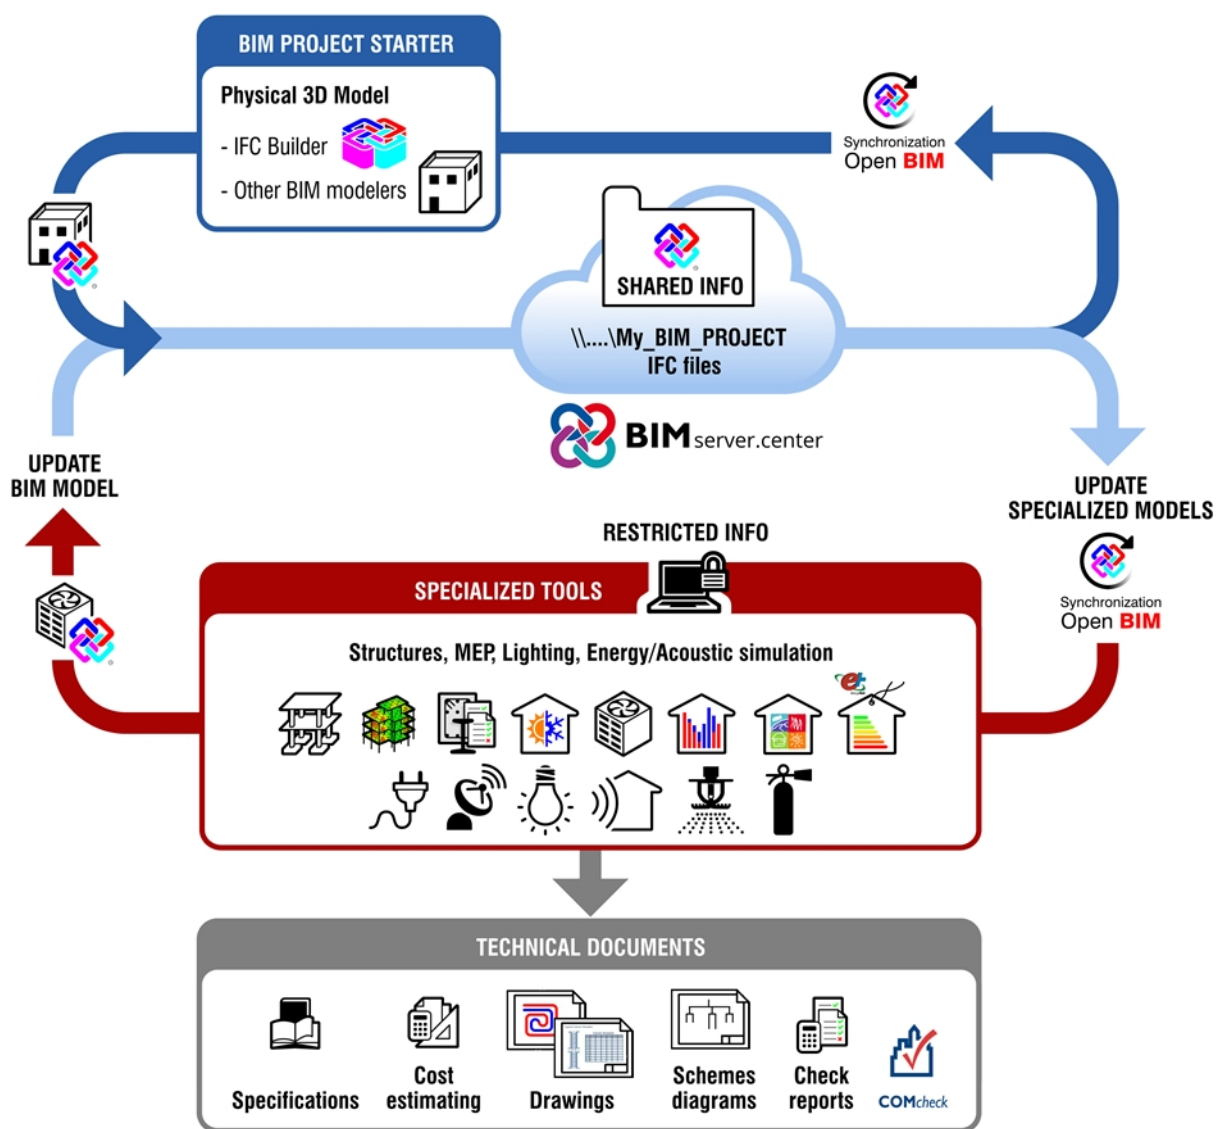 BIM PROJECT STARTER
Physical 3D Model
- IFC Builder
- Other BIM modelers
Synchronization
Open BIM
SHARED INFO
\\....\My_BIM_PROJECT
IFC files
BIMserver.center
UPDATE
BIM MODEL
UPDATE
SPECIALIZED MODELS
Synchronization
Open BIM
RESTRICTED INFO
SPECIALIZED TOOLS
Structures, MEP, Lighting, Energy/Acoustic simulation
et
TECHNICAL DOCUMENTS
Specifications
Cost
estimating
Drawings
Schemes
diagrams
Check
reports
COMcheck